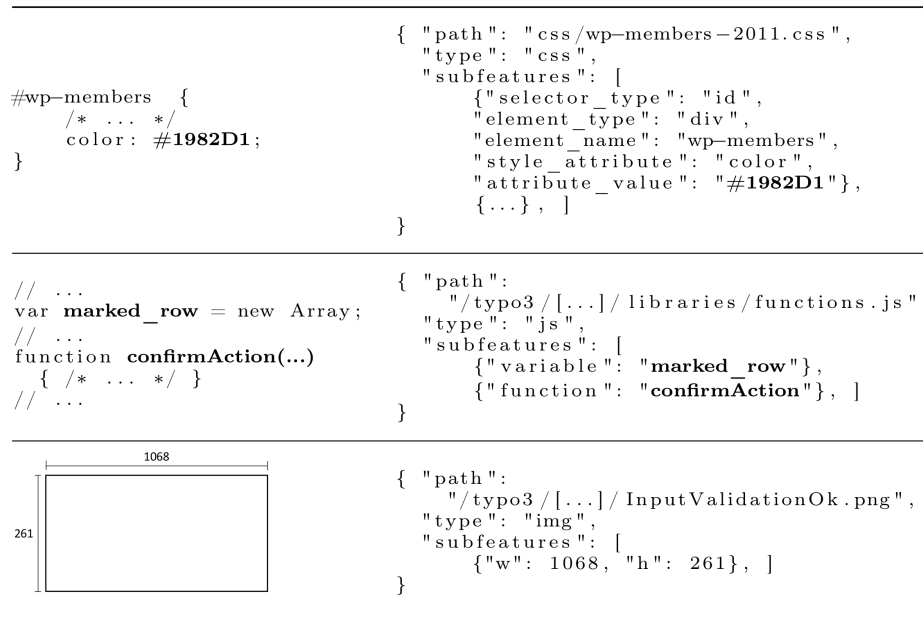 #wp-members {
/* ... */
color: #1982D1;
}
{ "path": "css/wp-members-2011.css",
"type": "css",
"subfeatures": [
{"selector_type": "id",
"element_type": "div",
"element_name": "wp-members",
"style_attribute": "color",
"attribute_value": "#1982D1"},
{...}, ]
}
// ...
var marked_row = new Array;
// ...
function confirmAction(...)
{ /* ... */ }
// ...
{ "path":
"/typo3/[...]/libraries/functions.js"
"type": "js",
"subfeatures": [
{"variable": "marked_row"},
{"function": "confirmAction"}, ]
}
1068
261
{ "path":
"/typo3/[...]/InputValidationOk.png",
"type": "img",
"subfeatures": [
{"w": 1068, "h": 261}, ]
}